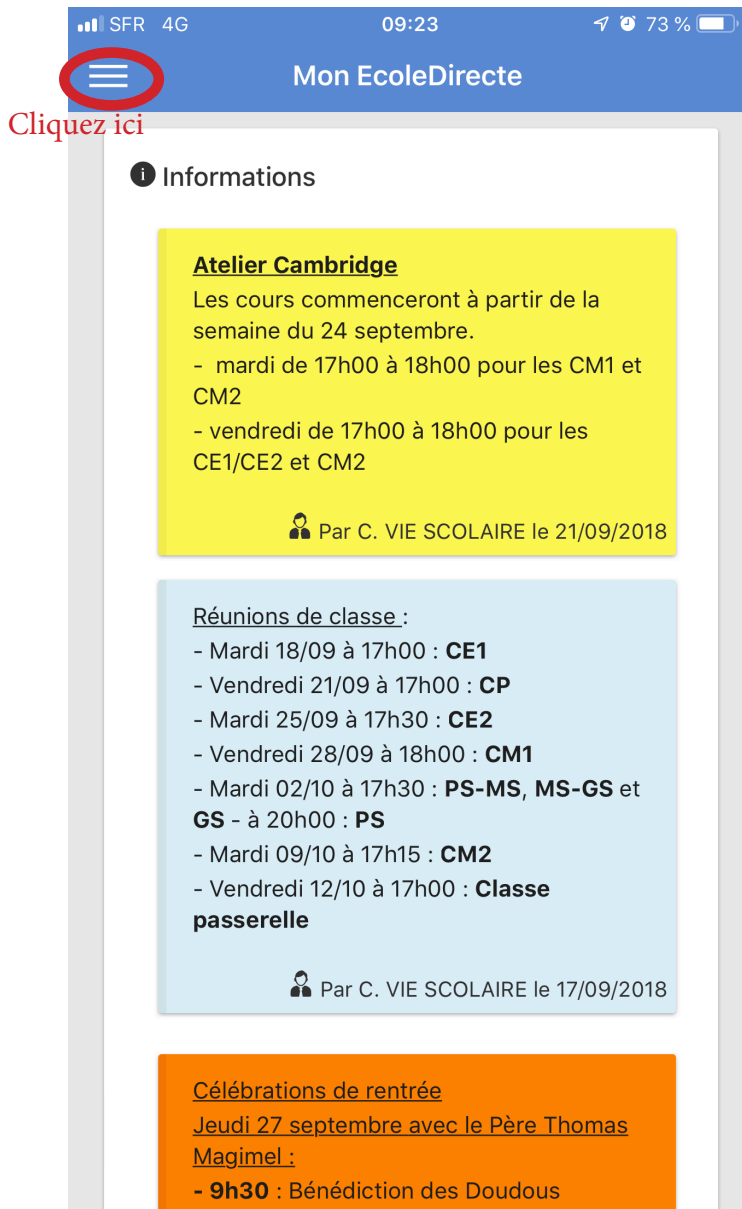 SFR 4G 09:23 73 %
Mon EcoleDirecte
Cliquez ici
Informations
Atelier Cambridge
Les cours commenceront à partir de la
semaine du 24 septembre.
- mardi de 17h00 à 18h00 pour les CM1 et
CM2
- vendredi de 17h00 à 18h00 pour les
CE1/CE2 et CM2
Par C. VIE SCOLAIRE le 21/09/2018
Réunions de classe :
- Mardi 18/09 à 17h00 : CE1
- Vendredi 21/09 à 17h00 : CP
- Mardi 25/09 à 17h30 : CE2
- Vendredi 28/09 à 18h00 : CM1
- Mardi 02/10 à 17h30 : PS-MS, MS-GS et
GS - à 20h00 : PS
- Mardi 09/10 à 17h15 : CM2
- Vendredi 12/10 à 17h00 : Classe
passerelle
Par C. VIE SCOLAIRE le 17/09/2018
Célébrations de rentrée
Jeudi 27 septembre avec le Père Thomas
Magimel :
- 9h30 : Bénédiction des Doudous